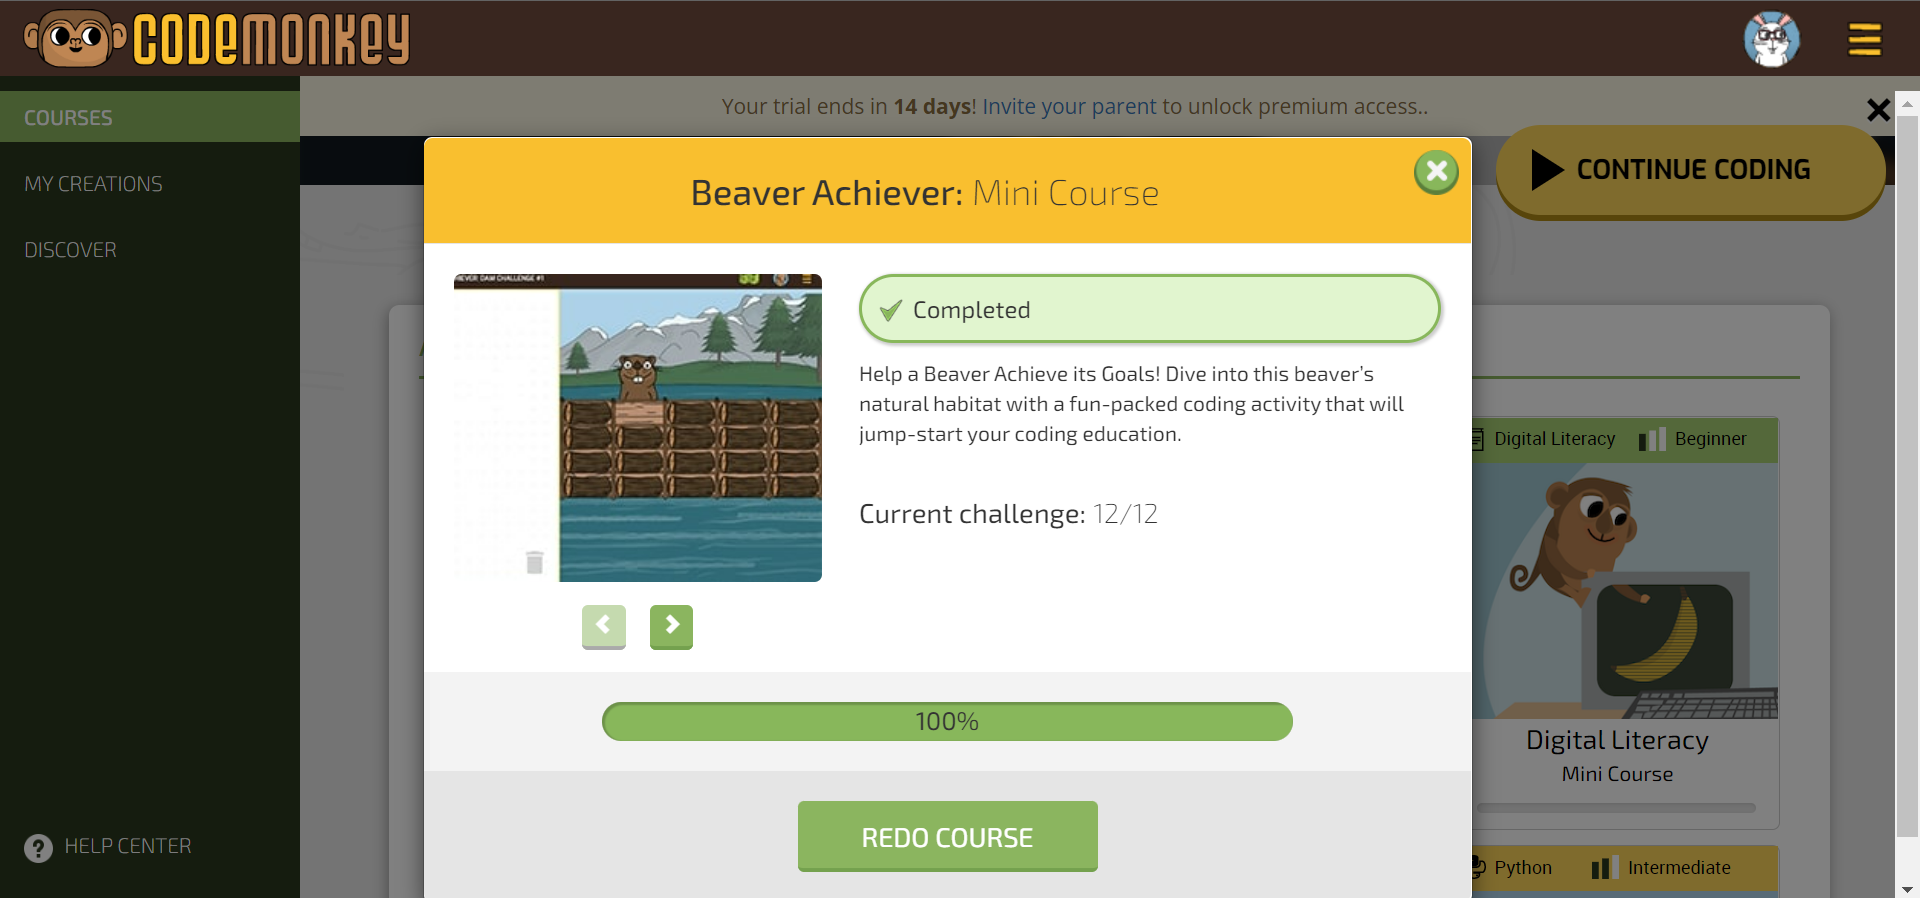 CODEMONKEY
COURSES
MY CREATIONS
DISCOVER
HELP CENTER
Your trial ends in 14 days! Invite your parent to unlock premium access..
CONTINUE CODING
Beaver Achiever: Mini Course
DAM CHALLENGE #1
Completed
Help a Beaver Achieve its Goals! Dive into this beaver’s
natural habitat with a fun-packed coding activity that will
jump-start your coding education.
Current challenge: 12/12
100%
REDO COURSE
Digital Literacy
Beginner
Digital Literacy
Mini Course
Python
Intermediate